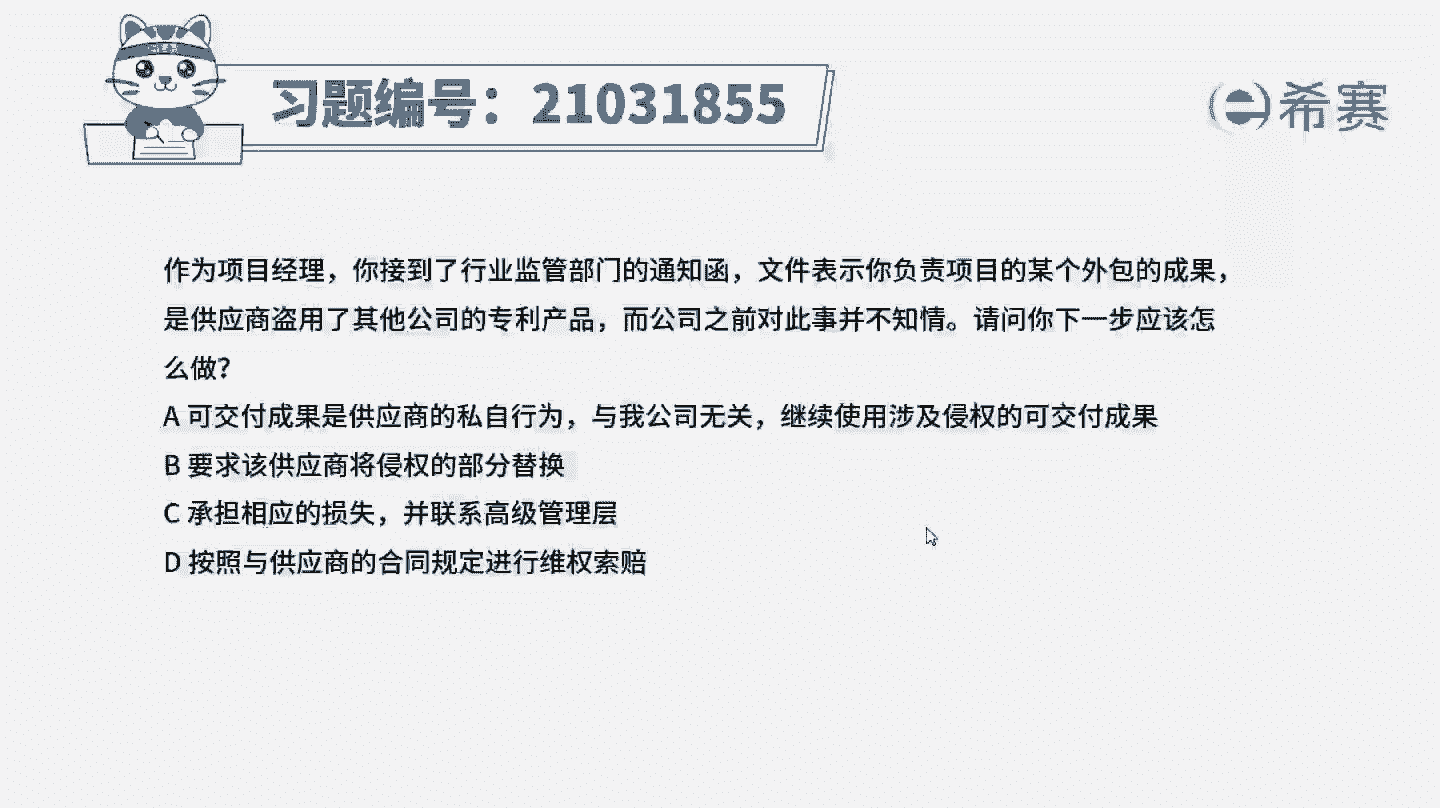 习题编号：21031855
希赛
作为项目经理，你接到了行业监管部门的通知函，文件表示你负责项目的某个外包的成果，
是供应商盗用了其他公司的专利产品，而公司之前对此事并不知情。请问你下一步应该怎
么做？
A 可交付成果是供应商的私自行为，与我公司无关，继续使用涉及侵权的可交付成果
B 要求该供应商将侵权的部分替换
C 承担相应的损失，并联系高级管理层
D 按照与供应商的合同规定进行维权索赔